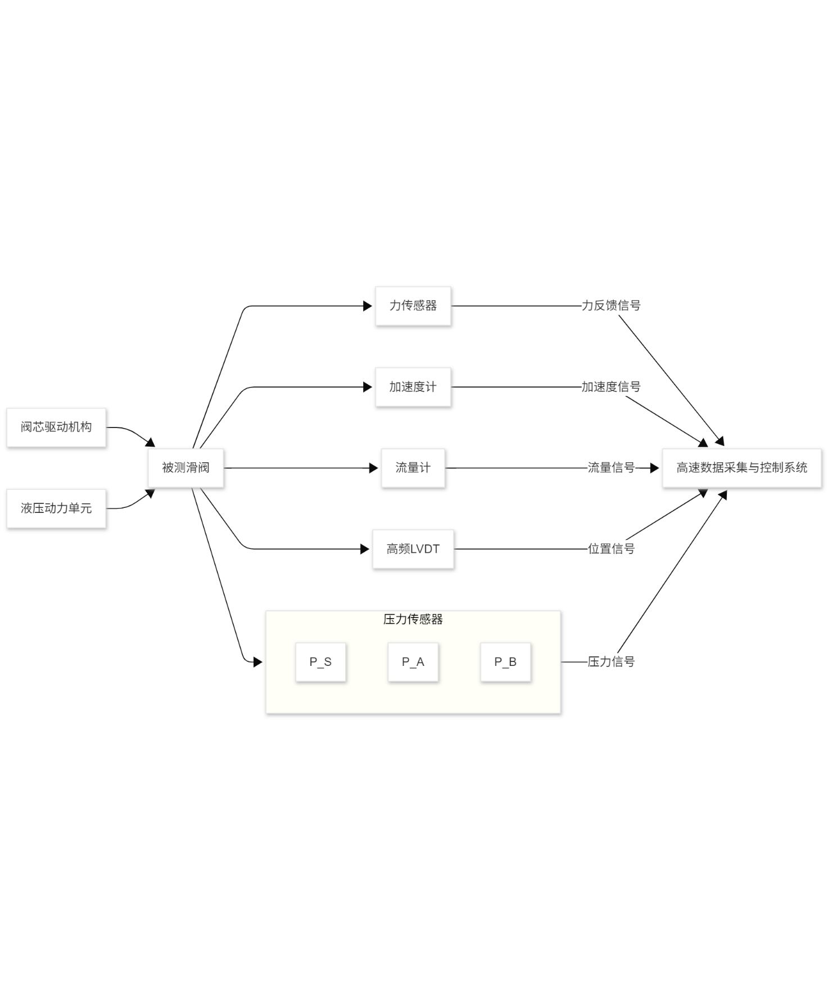 力传感器
力反馈信号
加速度计
加速度信号
阀芯驱动机构
被测滑阀
流量计
流量信号
高速数据采集与控制系统
液压动力单元
高频LVDT
位置信号
压力传感器
P_S
P_A
P_B
压力信号